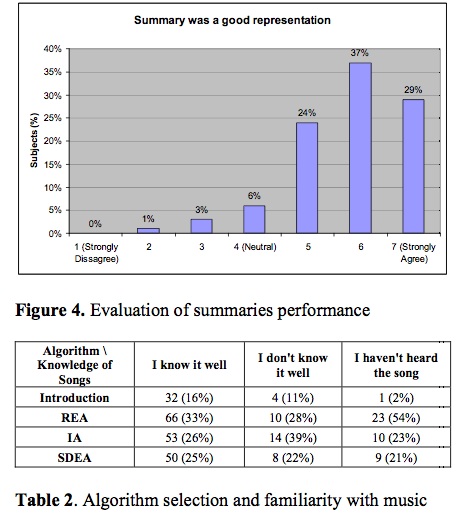 Summary was a good representation
40%
35%
30%
25%
20%
15%
10%
5%
0%
Subjects (%)
0%
1%
3%
6%
24%
37%
29%
1 (Strongly Dissagree)
2
3
4 (Neutral)
5
6
7 (Strongly Agree)
Figure 4. Evaluation of summaries performance
Algorithm \ Knowledge of Songs | I know it well | I don't know it well | I haven't heard the song
Introduction | 32 (16%) | 4 (11%) | 1 (2%)
REA | 66 (33%) | 10 (28%) | 23 (54%)
IA | 53 (26%) | 14 (39%) | 10 (23%)
SDEA | 50 (25%) | 8 (22%) | 9 (21%)
Table 2. Algorithm selection and familiarity with music